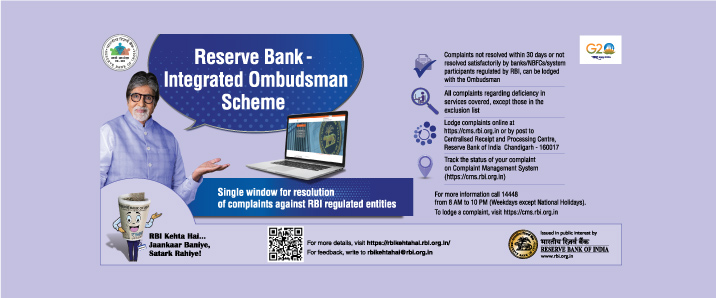 Reserve Bank -
Integrated Ombudsman
Scheme
Single window for resolution
of complaints against RBI regulated entities
Complaints not resolved within 30 days or not
resolved satisfactorily by banks/NBFCs/system
participants regulated by RBI, can be lodged
with the Ombudsman
All complaints regarding deficiency in
services covered, except those in the
exclusion list
Lodge complaints online at
https://cms.rbi.org.in or by post to
Centralised Receipt and Processing Centre,
Reserve Bank of India Chandigarh - 160017
Track the status of your complaint
on Complaint Management System
(https://cms.rbi.org.in)
For more information call 14448
from 8 AM to 10 PM (Weekdays except National Holidays).
To lodge a complaint, visit https://cms.rbi.org.in
G20
RBI Kehta Hai...
Jaankaar Baniye,
Satark Rahiye!
For more details, visit https://rbikehtahai.rbi.org.in/
For feedback, write to rbikehtahai@rbi.org.in
Issued in public interest by
भारतीय रिज़र्व बैंक
RESERVE BANK OF INDIA
www.rbi.org.in